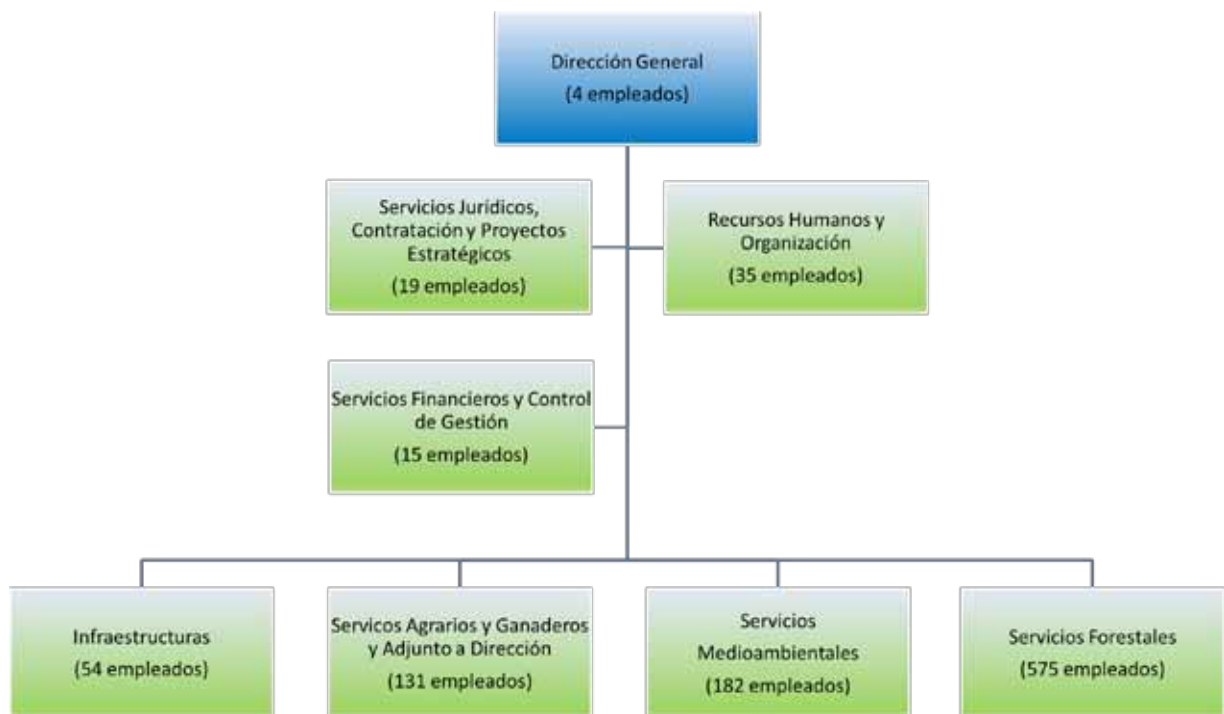 Dirección General
(4 empleados)
Servicios Jurídicos,
Contratación y Proyectos
Estratégicos
(19 empleados)
Recursos Humanos y
Organización
(35 empleados)
Servicios Financieros y Control
de Gestión
(15 empleados)
Infraestructuras
(54 empleados)
Servicos Agrarios y Ganaderos
y Adjunto a Dirección
(131 empleados)
Servicios
Medioambientales
(182 empleados)
Servicios Forestales
(575 empleados)